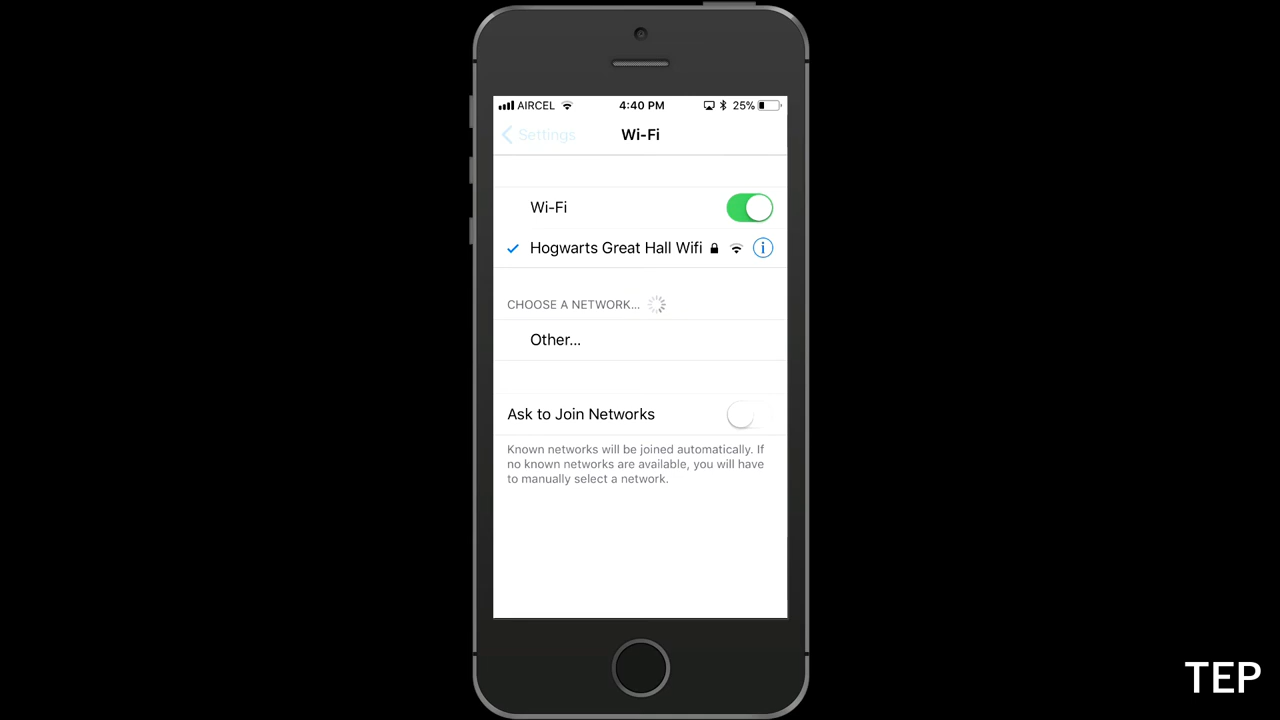 AIRCEL 4:40 PM 25%
Settings Wi-Fi
Wi-Fi
Hogwarts Great Hall Wifi
CHOOSE A NETWORK...
Other...
Ask to Join Networks
Known networks will be joined automatically. If
no known networks are available, you will have
to manually select a network.
TEP